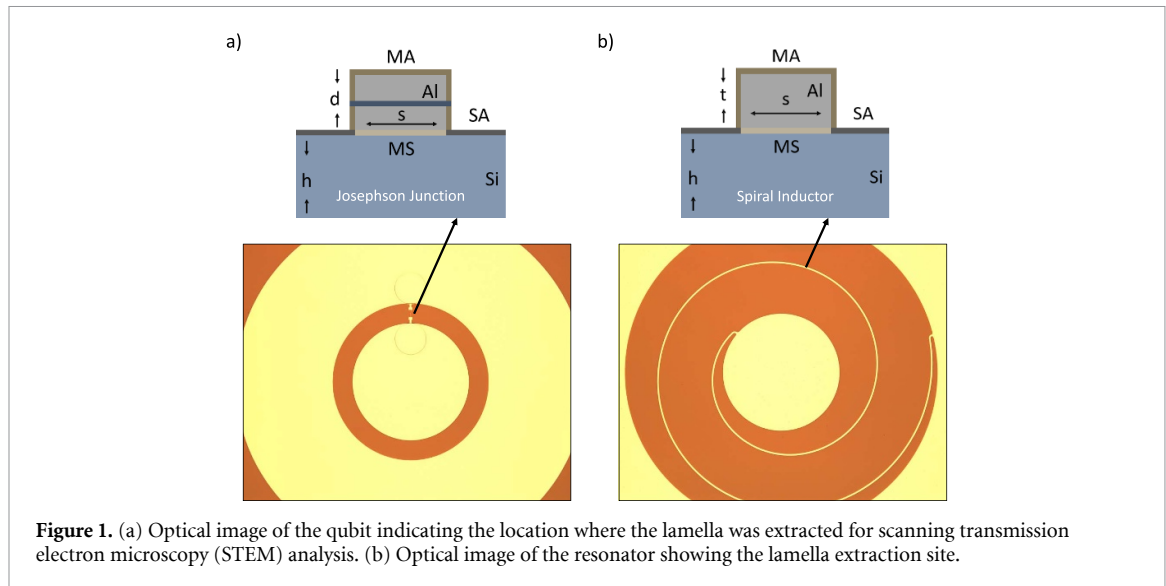 a)
MA
Al
d
s
SA
MS
h
Si
Josephson Junction
b)
MA
Al
t
s
SA
MS
h
Si
Spiral Inductor
Figure 1. (a) Optical image of the qubit indicating the location where the lamella was extracted for scanning transmission
electron microscopy (STEM) analysis. (b) Optical image of the resonator showing the lamella extraction site.